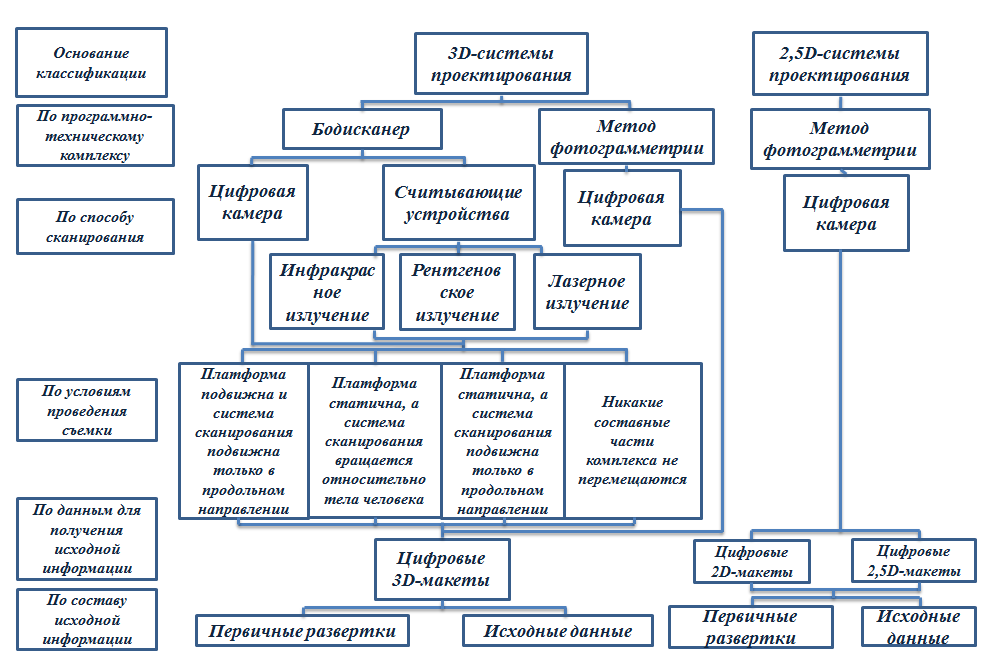 Основание
классификации
3D-системы
проектирования
2,5D-системы
проектирования
По программно-
техническому
комплексу
Бодисканер
Метод
фотограмметрии
Метод
фотограмметрии
По способу
сканирования
Цифровая
камера
Считывающие
устройства
Цифровая
камера
Цифровая
камера
Инфракрас
ное
излучение
Рентгенов
ское
излучение
Лазерное
излучение
По условиям
проведения
съемки
Платформа
подвижна и
система
сканирования
подвижна
только в
продольном
направлении
Платформа
статична, а
система
сканирования
вращается
относительно
тела человека
Платформа
статична, а
система
сканирования
подвижна
только в
продольном
направлении
Никакие
составные
части
комплекса не
перемещаются
По данным для
получения
исходной
информации
Цифровые
3D-макеты
Цифровые
2D-макеты
Цифровые
2,5D-макеты
По составу
исходной
информации
Первичные развертки
Исходные данные
Первичные
развертки
Исходные
данные